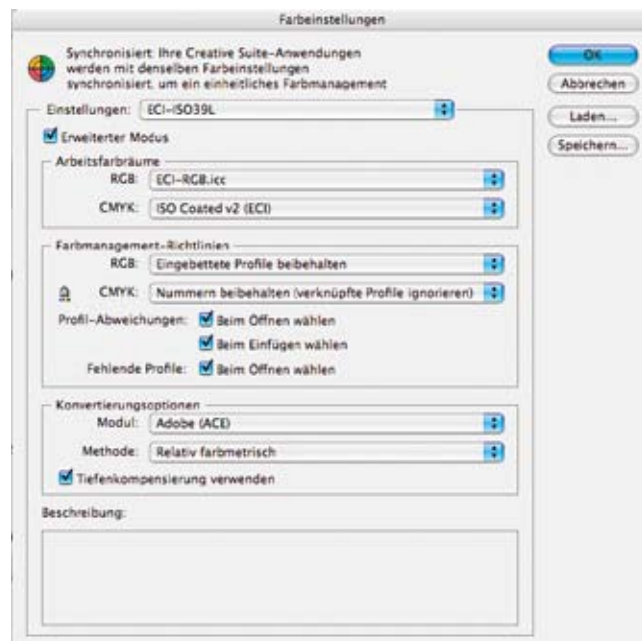 Farbeinstellungen
Synchronisiert: Ihre Creative Suite-Anwendungen
werden mit denselben Farbeinstellungen
synchronisiert, um ein einheitliches Farbmanagement
OK
Abbrechen
Laden...
Speichern...
Einstellungen: ECI-ISO39L
Erweiterter Modus
Arbeitsfarbräume
RGB: ECI-RGB.icc
CMYK: ISO Coated v2 (ECI)
Farbmanagement-Richtlinien
RGB: Eingebettete Profile beibehalten
CMYK: Nummern beibehalten (verknüpfte Profile ignorieren)
Profil-Abweichungen: Beim Öffnen wählen
Beim Einfügen wählen
Fehlende Profile: Beim Öffnen wählen
Konvertierungsoptionen
Modul: Adobe (ACE)
Methode: Relativ farbmetrisch
Tiefenkompensierung verwenden
Beschreibung: